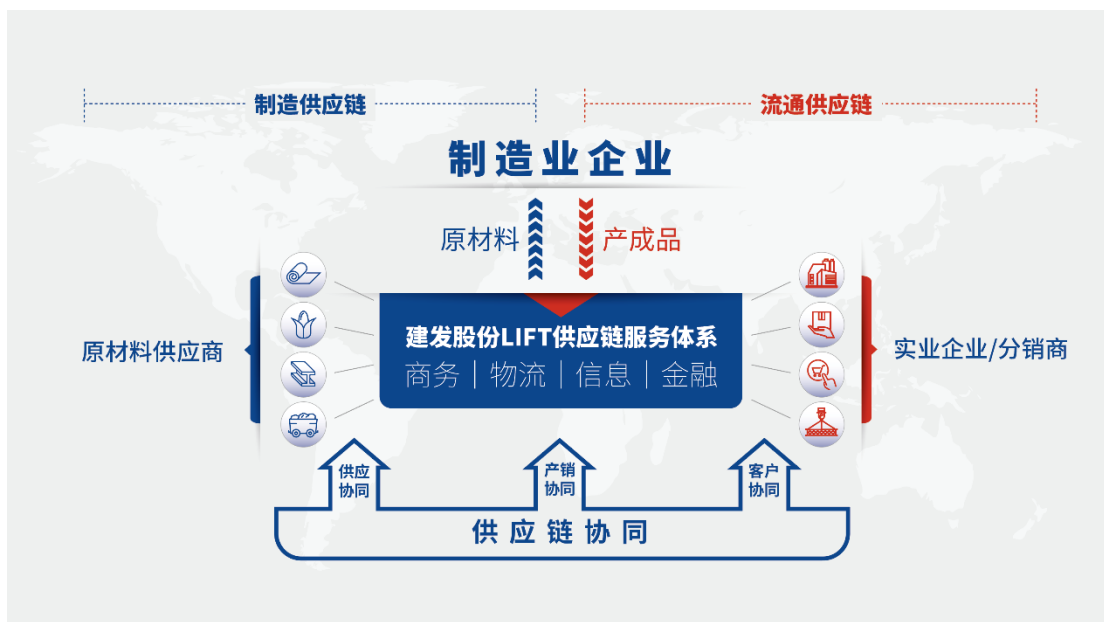 制造供应链
流通供应链
制造业企业
原材料
产成品
建发股份LIFT供应链服务体系
商务｜物流｜信息｜金融
原材料供应商
实业企业/分销商
供应
协同
产销
协同
客户
协同
供应链协同